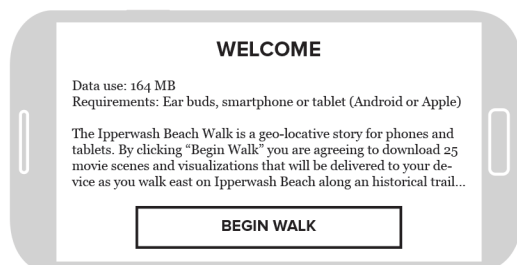 WELCOME
Data use: 164 MB
Requirements: Ear buds, smartphone or tablet (Android or Apple)
The Ipperwash Beach Walk is a geo-locative story for phones and
tablets. By clicking “Begin Walk” you are agreeing to download 25
movie scenes and visualizations that will be delivered to your de-
vice as you walk east on Ipperwash Beach along an historical trail...
BEGIN WALK